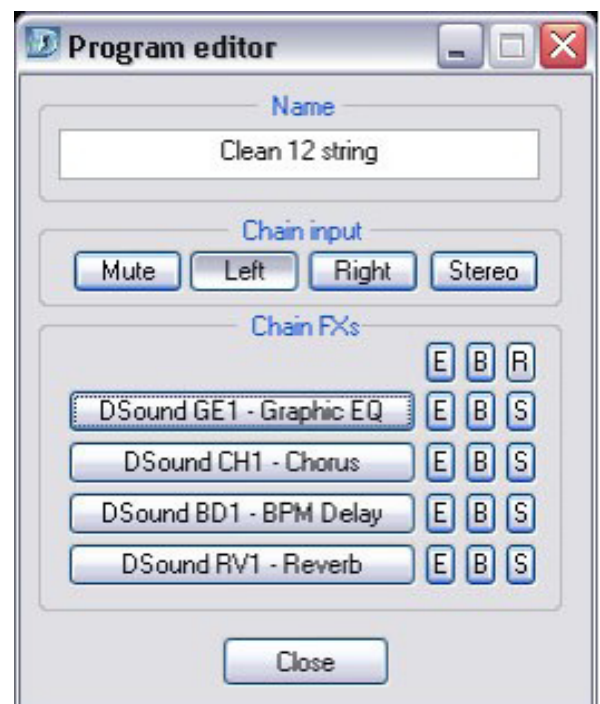 Program editor
Name
Clean 12 string
Chain input
Mute Left Right Stereo
Chain FXs
E B R
DSound GE1 - Graphic EQ E B S
DSound CH1 - Chorus E B S
DSound BD1 - BPM Delay E B S
DSound RV1 - Reverb E B S
Close